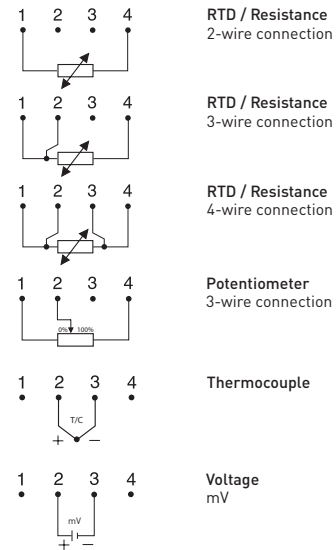 1 2 3 4
RTD / Resistance
2-wire connection
1 2 3 4
RTD / Resistance
3-wire connection
1 2 3 4
RTD / Resistance
4-wire connection
1 2 3 4
0% 100%
Potentiometer
3-wire connection
1 2 3 4
T/C
+ −
Thermocouple
1 2 3 4
mV
+ −
Voltage
mV